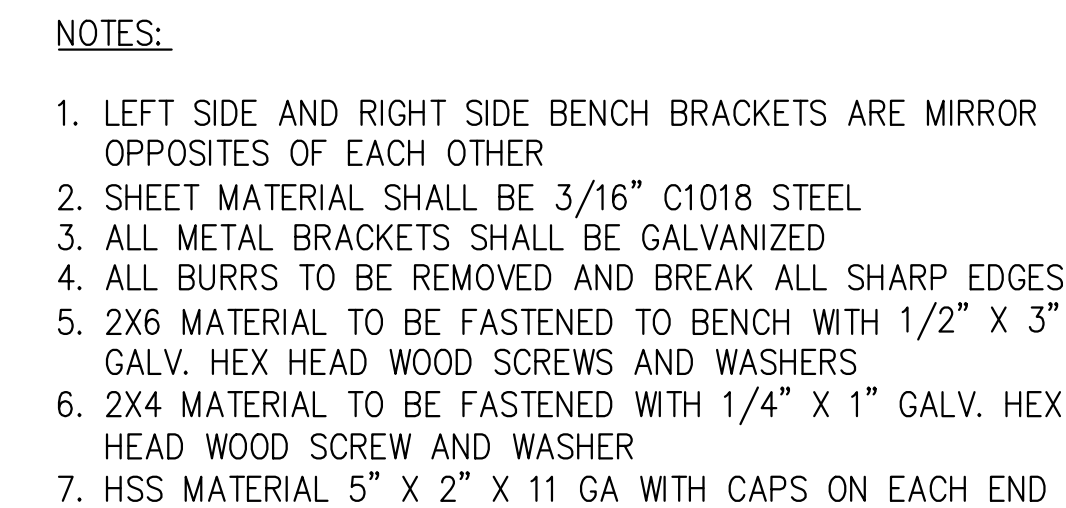 NOTES:
1. LEFT SIDE AND RIGHT SIDE BENCH BRACKETS ARE MIRROR
OPPOSITES OF EACH OTHER
2. SHEET MATERIAL SHALL BE 3/16” C1018 STEEL
3. ALL METAL BRACKETS SHALL BE GALVANIZED
4. ALL BURRS TO BE REMOVED AND BREAK ALL SHARP EDGES
5. 2X6 MATERIAL TO BE FASTENED TO BENCH WITH 1/2” X 3”
GALV. HEX HEAD WOOD SCREWS AND WASHERS
6. 2X4 MATERIAL TO BE FASTENED WITH 1/4” X 1” GALV. HEX
HEAD WOOD SCREW AND WASHER
7. HSS MATERIAL 5” X 2” X 11 GA WITH CAPS ON EACH END